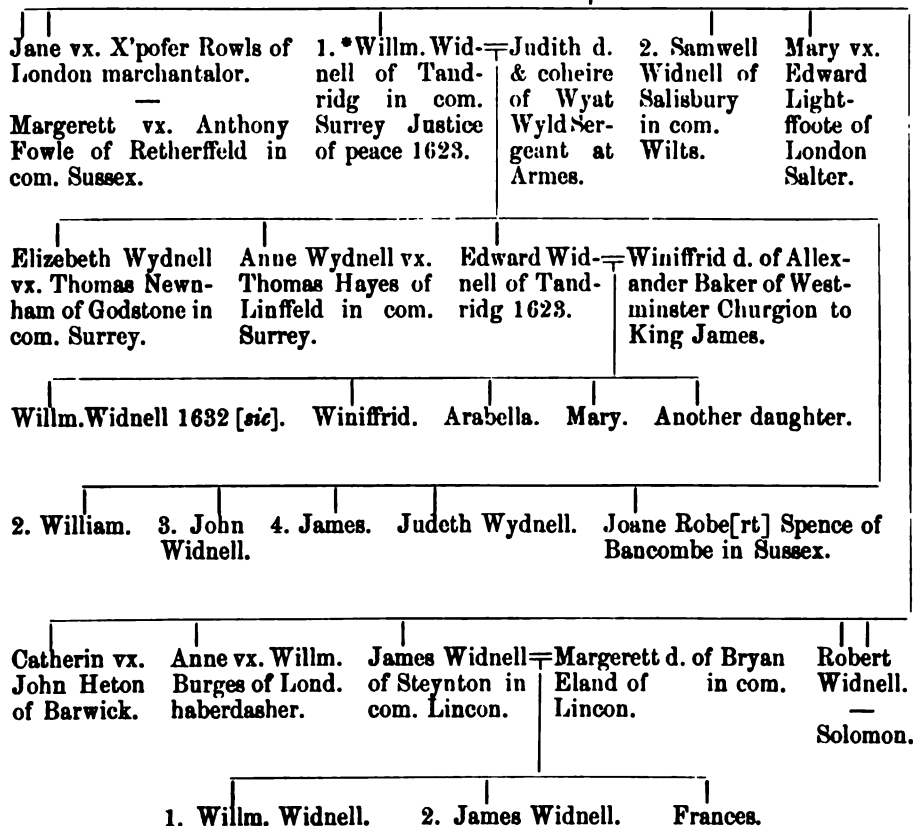 Jane vx. X'pofer Rowls of
London marchantalor.
—
Margerett vx. Anthony
Fowle of Retherffeld in
com. Sussex.
1. *Willm. Wid-
nell of Tand-
ridg in com.
Surrey Justice
of peace 1623.
Judith d.
& coheire
of Wyat
Wyld Ser-
geant at
Armes.
2. Samwell
Widnell of
Salisbury
in com.
Wilts.
Mary vx.
Edward
Light-
ffoote of
London
Salter.
Elizebeth Wydnell
vx. Thomas Newn-
ham of Godstone in
com. Surrey.
Anne Wydnell vx.
Thomas Hayes of
Linffeld in com.
Surrey.
Edward Wid-
nell of Tand-
ridg 1623.
Winiffrid d. of Allex-
ander Baker of West-
minster Churgion to
King James.
Willm. Widnell 1632 [sic]. Winiffrid. Arabella. Mary. Another daughter.
2. William.
3. John
Widnell.
4. James.
Judeth Wydnell.
Joane Robe[rt] Spence of
Bancombe in Sussex.
Catherin vx.
John Heton
of Barwick.
Anne vx. Willm.
Burges of Lond.
haberdasher.
James Widnell
of Steynton in
com. Lincon.
Margerett d. of Bryan
Eland of in com.
Lincon.
Robert
Widnell.
—
Solomon.
1. Willm. Widnell. 2. James Widnell. Frances.